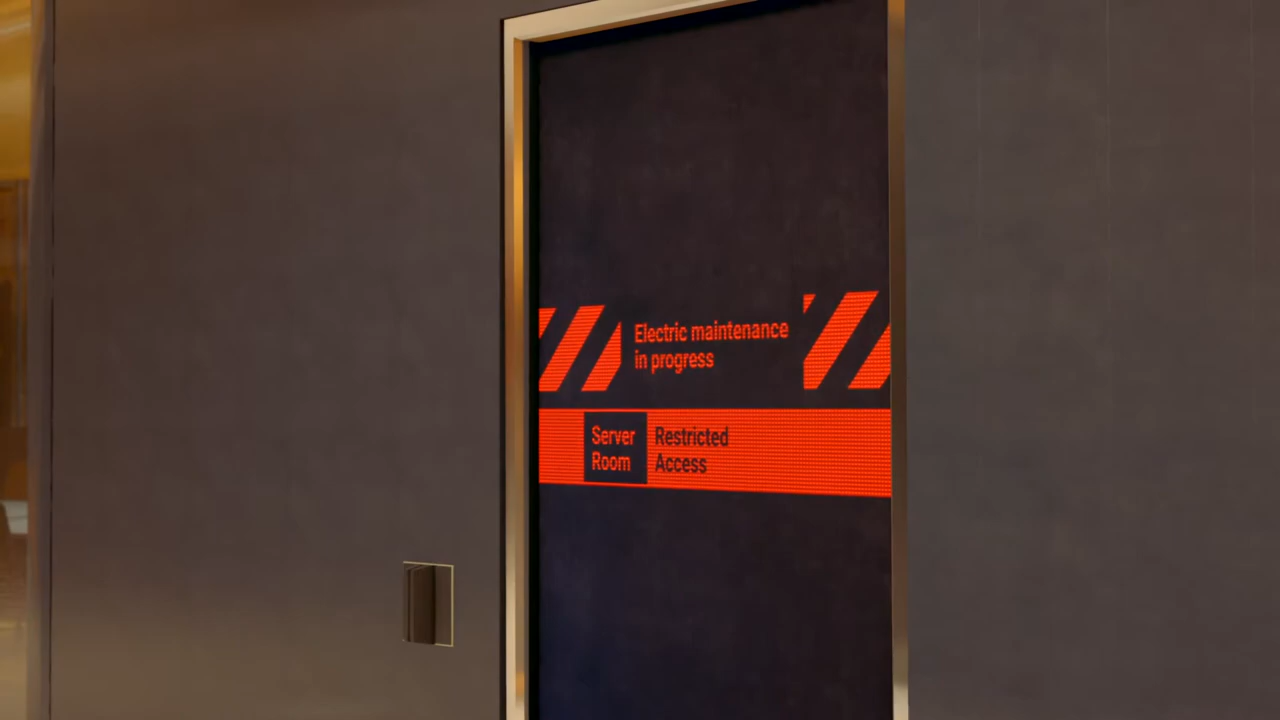 Electric maintenance
in progress
Server
Room
Restricted
Access